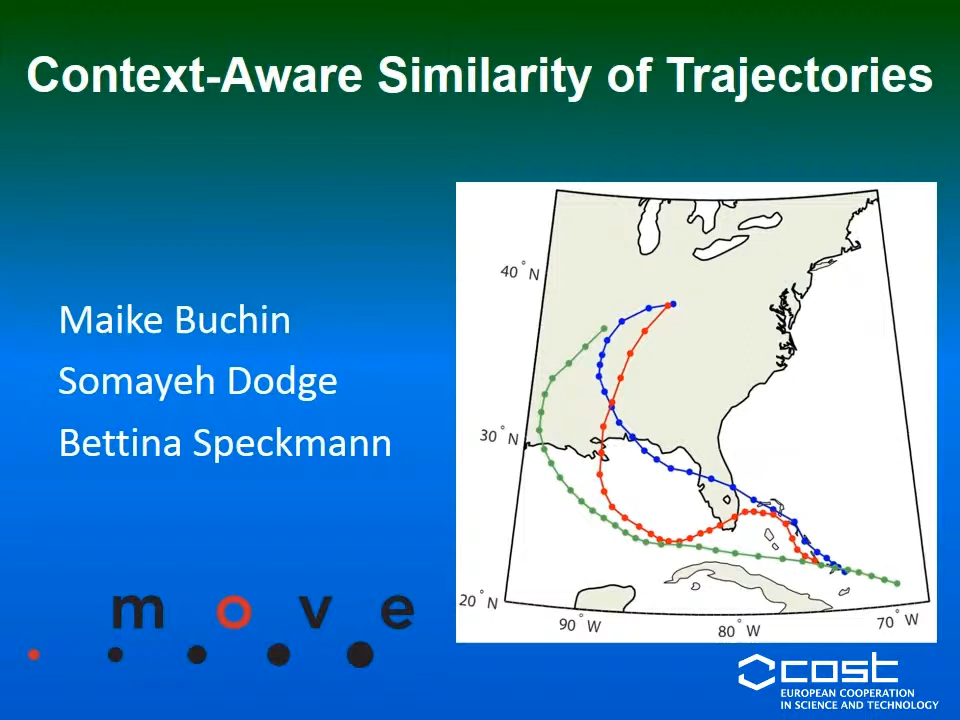 Context-Aware Similarity of Trajectories
Maike Buchin
Somayeh Dodge
Bettina Speckmann
40° N
30° N
20° N
90° W
80° W
70° W
move
cost
EUROPEAN COOPERATION
IN SCIENCE AND TECHNOLOGY